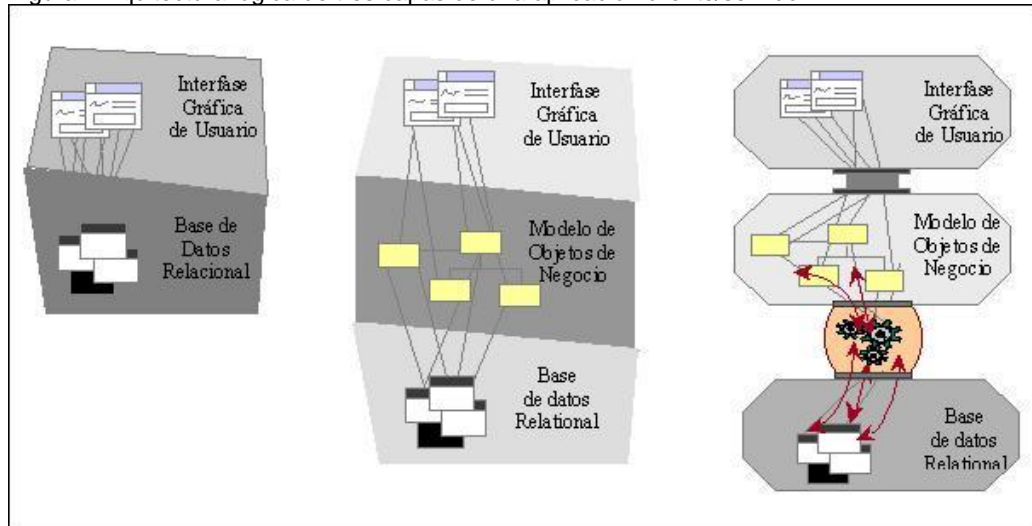 Interfase
Gráfica
de Usuario
Base de
Datos
Relacional
Interfase
Gráfica
de Usuario
Modelo de
Objetos de
Negocio
Base
de datos
Relational
Interfase
Gráfica
de Usuario
Modelo de
Objetos de
Negocio
Base
de datos
Relational